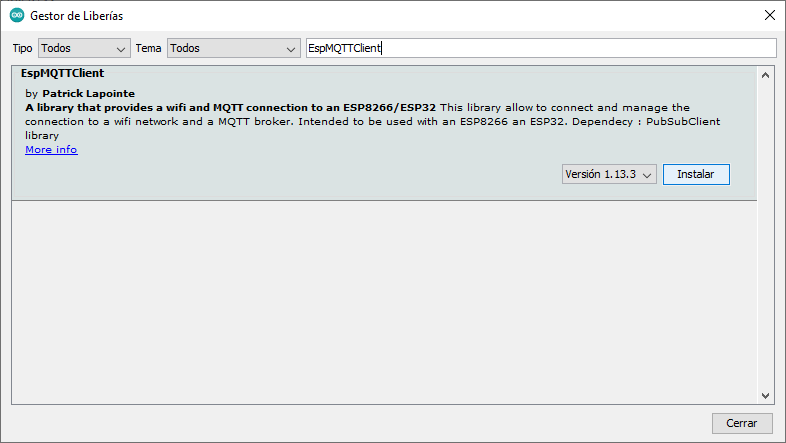 Gestor de Liberías
Tipo Todos Tema Todos EspMQTTClient
EspMQTTClient
by Patrick Lapointe
A library that provides a wifi and MQTT connection to an ESP8266/ESP32 This library allow to connect and manage the
connection to a wifi network and a MQTT broker. Intended to be used with an ESP8266 an ESP32. Dependecy : PubSubClient
library
More info
Versión 1.13.3 Instalar
Cerrar